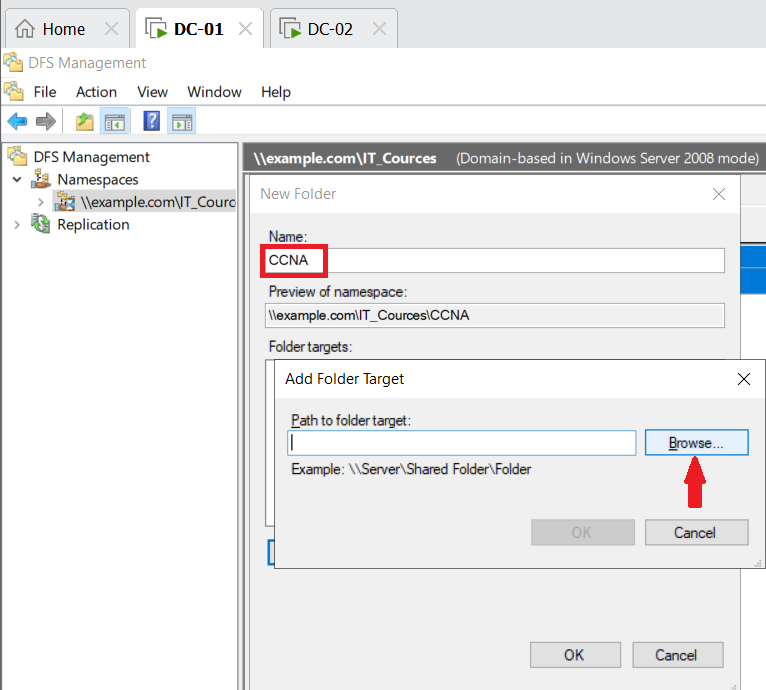 Home
DC-01
DC-02
DFS Management
File Action View Window Help
DFS Management
Namespaces
\\example.com\IT_Corc
Replication
\\example.com\IT_Cources (Domain-based in Windows Server 2008 mode)
New Folder
Name:
CCNA
Preview of namespace:
\\example.com\IT_Cources\CCNA
Folder targets:
Add Folder Target
Path to folder target:
Browse...
Example: \\Server\Shared Folder\Folder
OK Cancel
OK Cancel